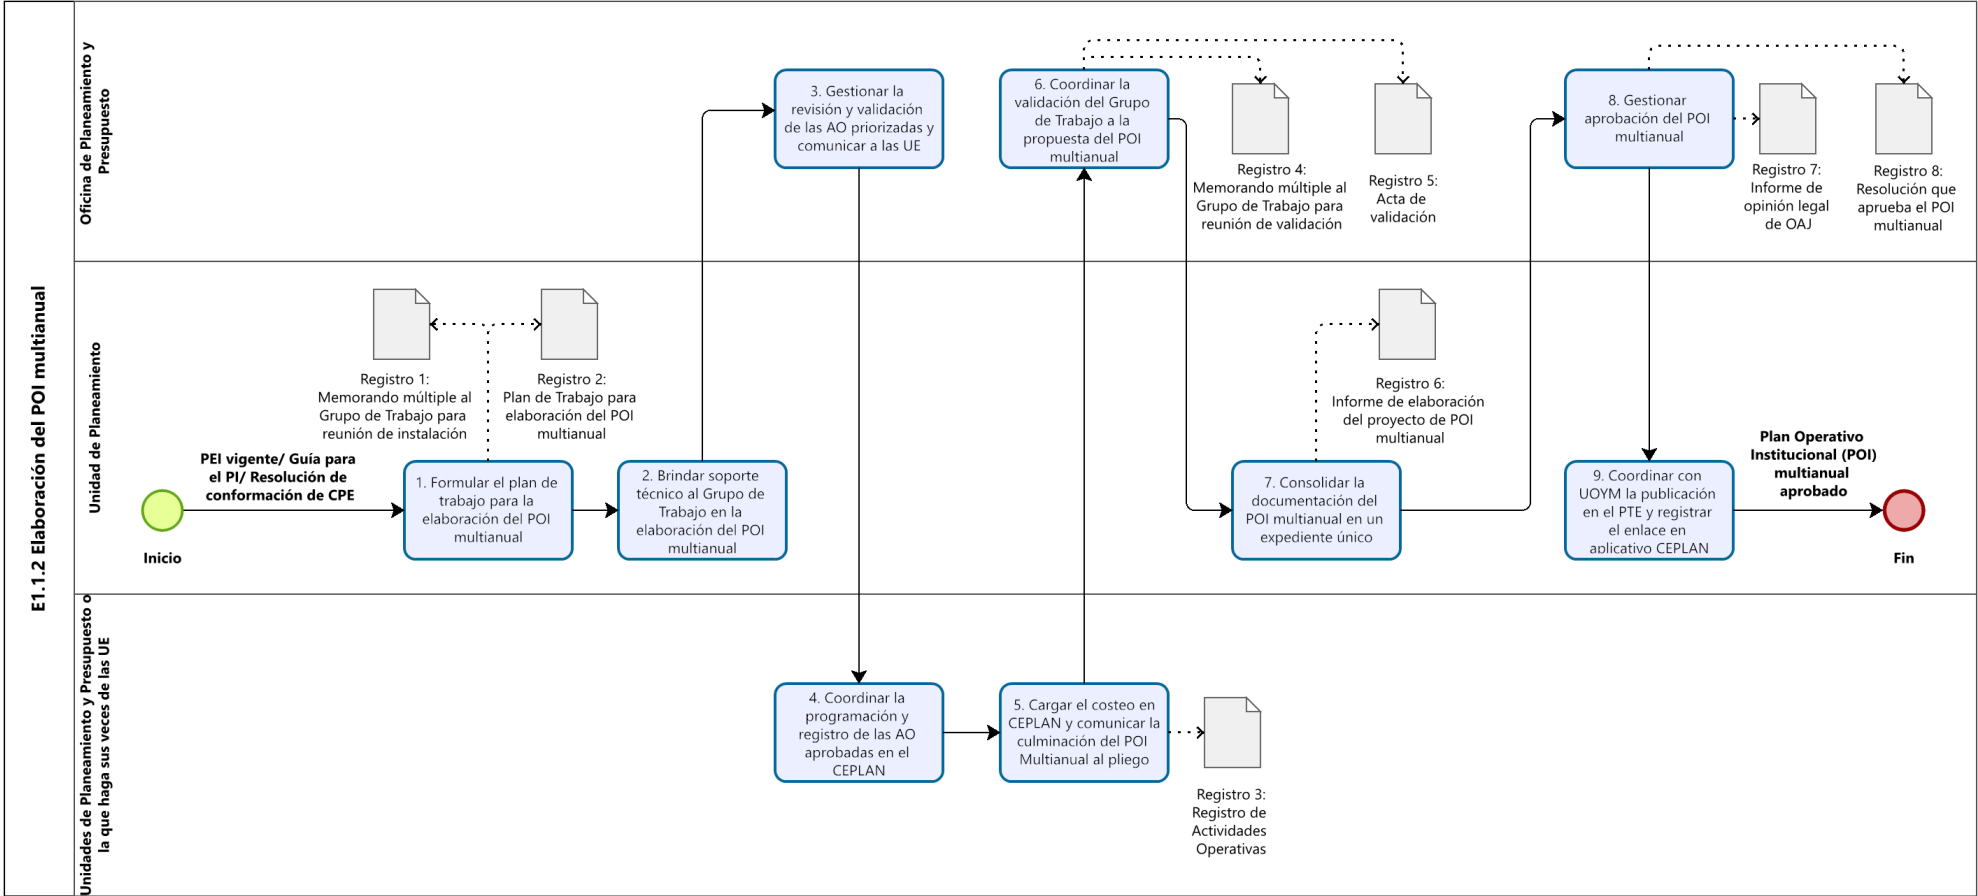 E1.1.2 Elaboración del POI multianual
Oficina de Planeamiento y
Presupuesto
3. Gestionar la
revisión y validación
de las AO priorizadas y
comunicar a las UE
6. Coordinar la
validación del Grupo
de Trabajo a la
propuesta del POI
multianual
Registro 4:
Memorando múltiple al
Grupo de Trabajo para
reunión de validación
Registro 5:
Acta de
validación
8. Gestionar
aprobación del POI
multianual
Registro 7:
Informe de
opinión legal
de OAJ
Registro 8:
Resolución que
aprueba el POI
multianual
Unidad de Planeamiento
Inicio
PEI vigente/ Guía para
el PI/ Resolución de
conformación de CPE
Registro 1:
Memorando múltiple al
Grupo de Trabajo para
reunión de instalación
Registro 2:
Plan de Trabajo para
elaboración del POI
multianual
1. Formular el plan de
trabajo para la
elaboración del POI
multianual
2. Brindar soporte
técnico al Grupo de
Trabajo en la
elaboración del POI
multianual
Registro 6:
Informe de elaboración
del proyecto de POI
multianual
7. Consolidar la
documentación del
POI multianual en un
expediente único
9. Coordinar con
UOYM la publicación
en el PTE y registrar
el enlace en
aplicativo CEPLAN
Plan Operativo
Institucional (POI)
multianual
aprobado
Fin
Unidades de Planeamiento y Presupuesto o
la que haga sus veces de las UE
4. Coordinar la
programación y
registro de las AO
aprobadas en el
CEPLAN
5. Cargar el costeo en
CEPLAN y comunicar la
culminación del POI
Multianual al pliego
Registro 3:
Registro de
Actividades
Operativas